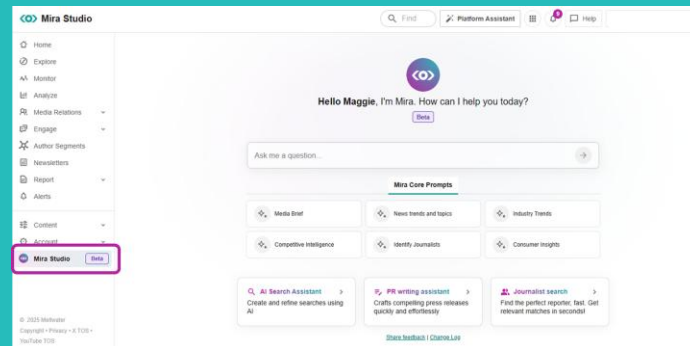 Mira Studio
Find
Platform Assistant
Help
Home
Explore
Monitor
Analyze
Media Relations
Engage
Author Segments
Newsletters
Report
Alerts
Content
Account
Mira Studio Beta
© 2025 Meltwater
Copyright • Privacy • X TOS •
YouTube TOS
Hello Maggie, I'm Mira. How can I help you today?
Beta
Ask me a question...
Mira Core Prompts
Media Brief
News trends and topics
Industry Trends
Competitive Intelligence
Identify Journalists
Consumer Insights
AI Search Assistant >
Create and refine searches using
AI
PR writing assistant >
Crafts compelling press releases
quickly and effortlessly
Journalist search >
Find the perfect reporter, fast. Get
relevant matches in seconds!
Share feedback | Change Log